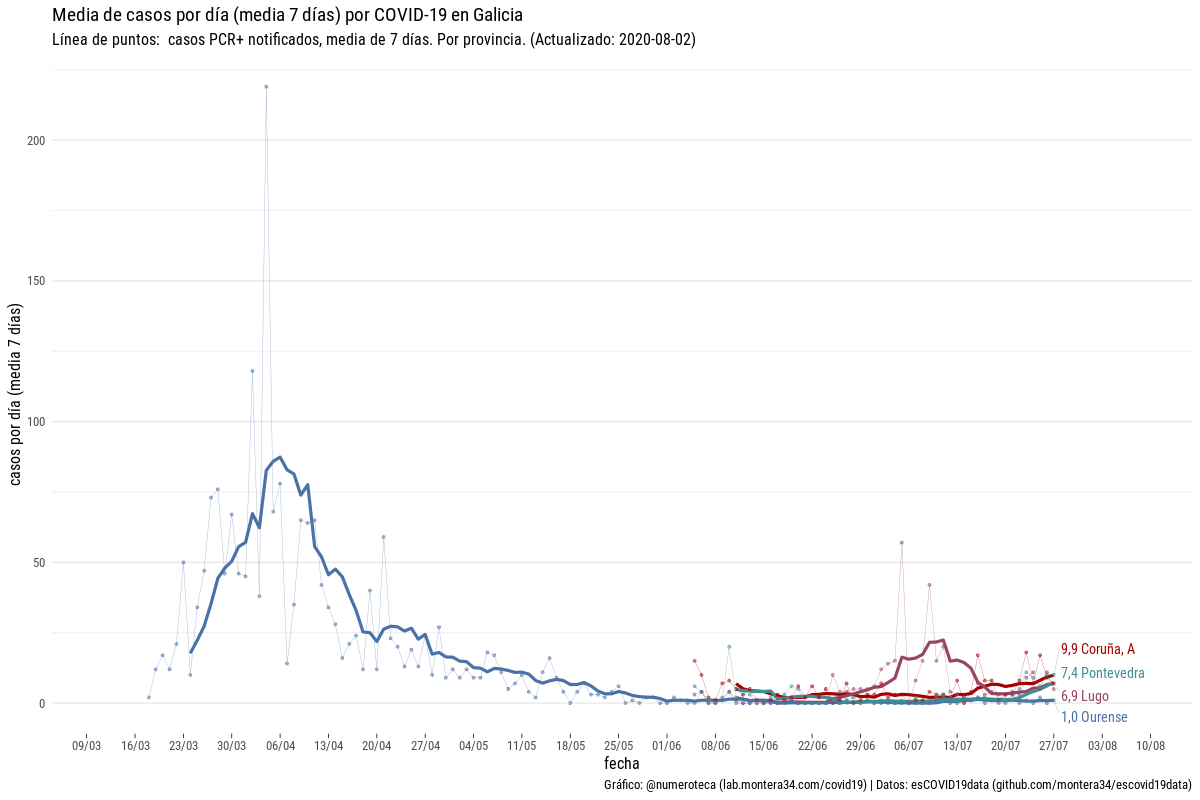 Media de casos por día (media 7 días) por COVID-19 en Galicia
Línea de puntos:  casos PCR+ notificados, media de 7 días. Por provincia. (Actualizado: 2020-08-02)
casos por día (media 7 días)
200
150
100
50
0
9,9 Coruña, A
7,4 Pontevedra
6,9 Lugo
1,0 Ourense
09/03 16/03 23/03 30/03 06/04 13/04 20/04 27/04 04/05 11/05 18/05 25/05 01/06 08/06 15/06 22/06 29/06 06/07 13/07 20/07 27/07 03/08 10/08
fecha
Gráfico: @numeroteca (lab.montera34.com/covid19) | Datos: esCOVID19data (github.com/montera34/escovid19data)